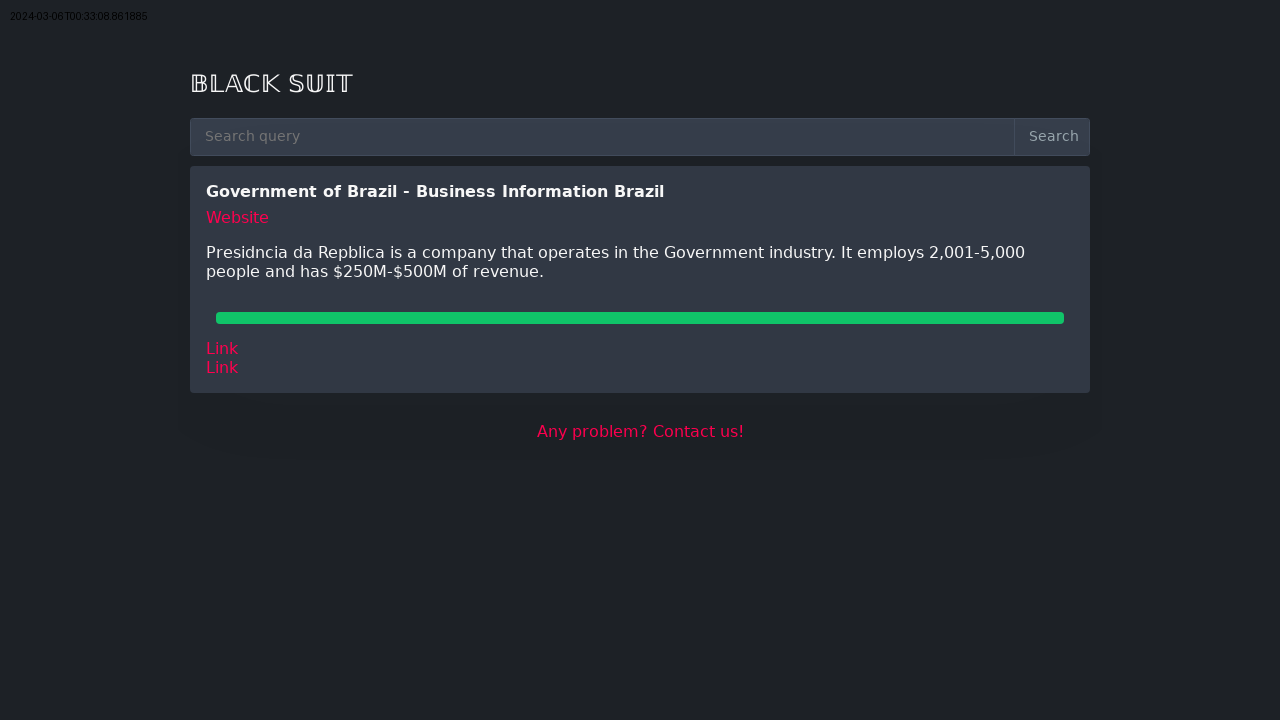 2024-03-06T00:33:08.861885
𝔹𝕃𝔸ℂ𝕂 𝕊𝕌𝕀𝕋
Search query
Search
Government of Brazil - Business Information Brazil
Website
Presidncia da Repblica is a company that operates in the Government industry. It employs 2,001-5,000
people and has $250M-$500M of revenue.
Link
Link
Any problem? Contact us!